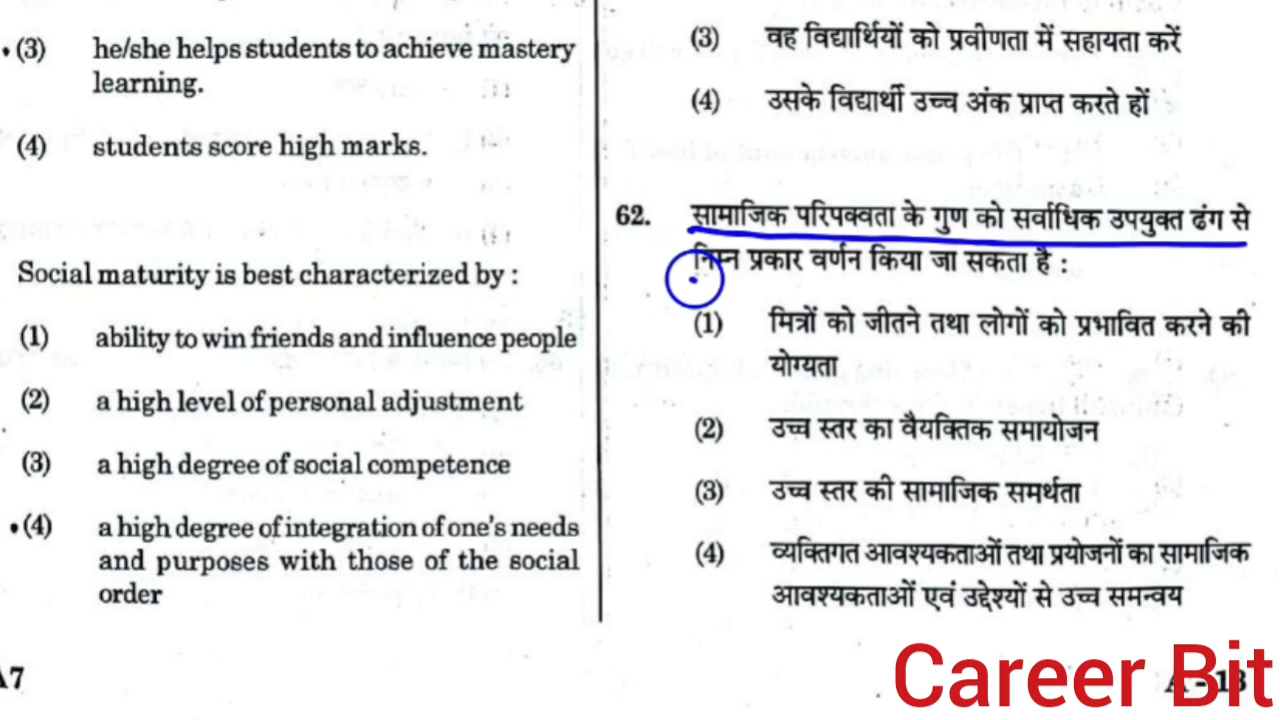 (3) he/she helps students to achieve mastery
learning.
(4) students score high marks.
Social maturity is best characterized by :
(1) ability to win friends and influence people
(2) a high level of personal adjustment
(3) a high degree of social competence
(4) a high degree of integration of one's needs
and purposes with those of the social
order
(3) वह विद्यार्थियों को प्रवीणता में सहायता करें
(4) उसके विद्यार्थी उच्च अंक प्राप्त करते हों
62. सामाजिक परिपक्वता के गुण को सर्वाधिक उपयुक्त ढंग से
निम्न प्रकार वर्णन किया जा सकता है :
(1) मित्रों को जीतने तथा लोगों को प्रभावित करने की
योग्यता
(2) उच्च स्तर का वैयक्तिक समायोजन
(3) उच्च स्तर की सामाजिक समर्थता
(4) व्यक्तिगत आवश्यकताओं तथा प्रयोजनों का सामाजिक
आवश्यकताओं एवं उद्देश्यों से उच्च समन्वय
A7
A - 13
Career Bit